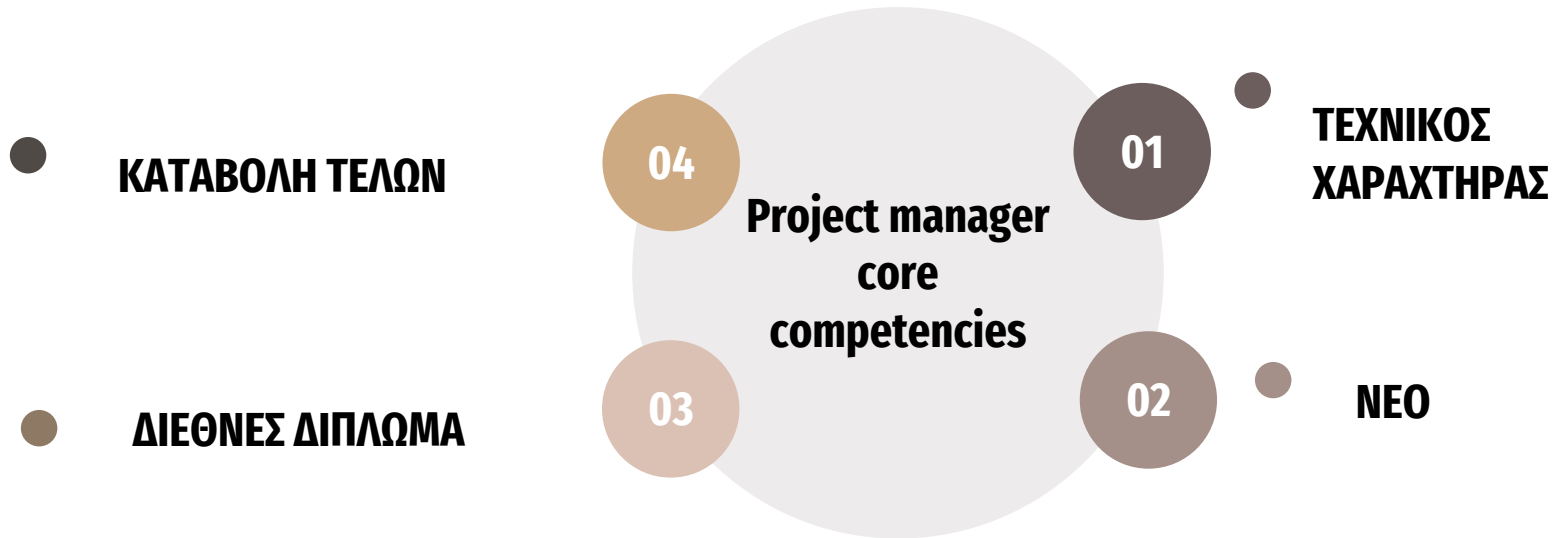 ΚΑΤΑΒΟΛΗ ΤΕΛΩΝ
04
01
ΤΕΧΝΙΚΟΣ
ΧΑΡΑΧΤΗΡΑΣ
Project manager
core
competencies
ΔΙΕΘΝΕΣ ΔΙΠΛΩΜΑ
03
02
ΝΕΟ